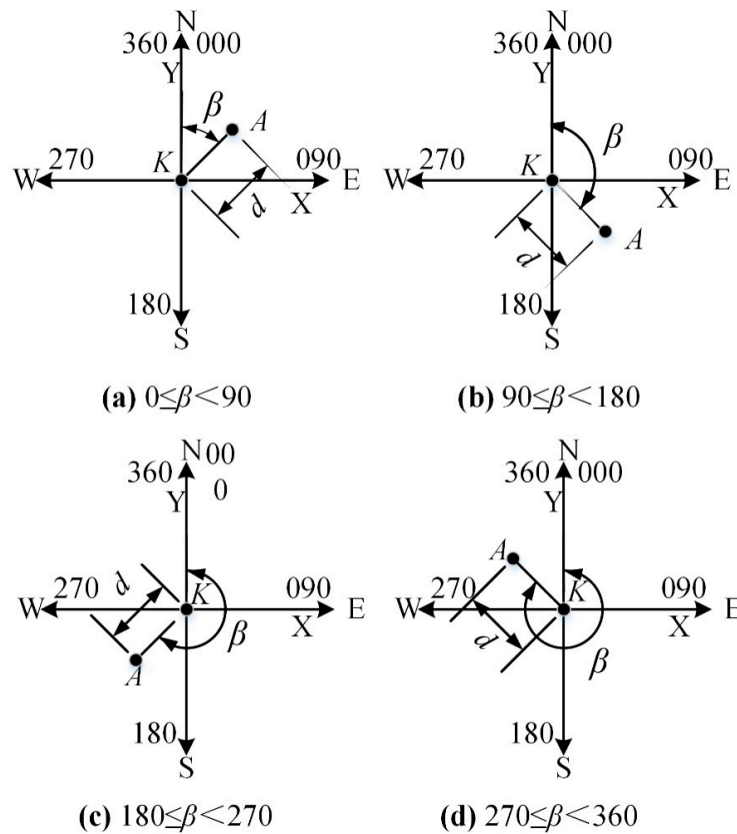 N
360 000
Y
β
A
K
W 270
090 E
X
d
180
S
(a) 0≤β<90
N
360 000
Y
β
K
W 270
090 E
X
A
d
180
S
(b) 90≤β<180
N 00
360 0
Y
W 270
d
K
090 E
X
β
A
180
S
(c) 180≤β<270
N
360 000
Y
A
W 270
K
090 E
X
d
β
180
S
(d) 270≤β<360